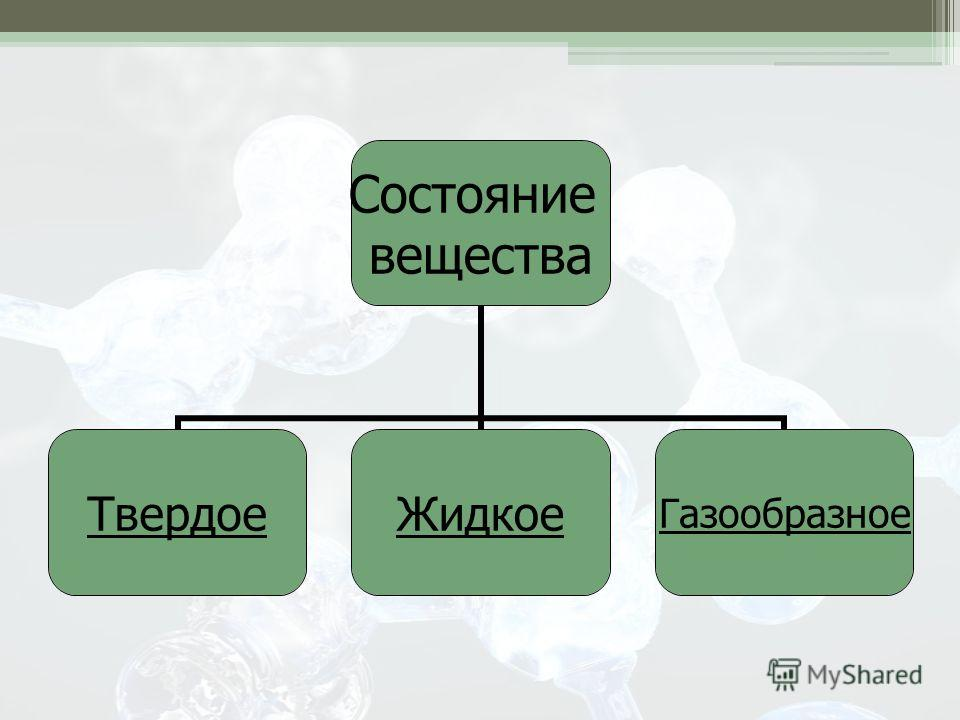 Состояние
вещества
Твердое
Жидкое
Газообразное
MyShared